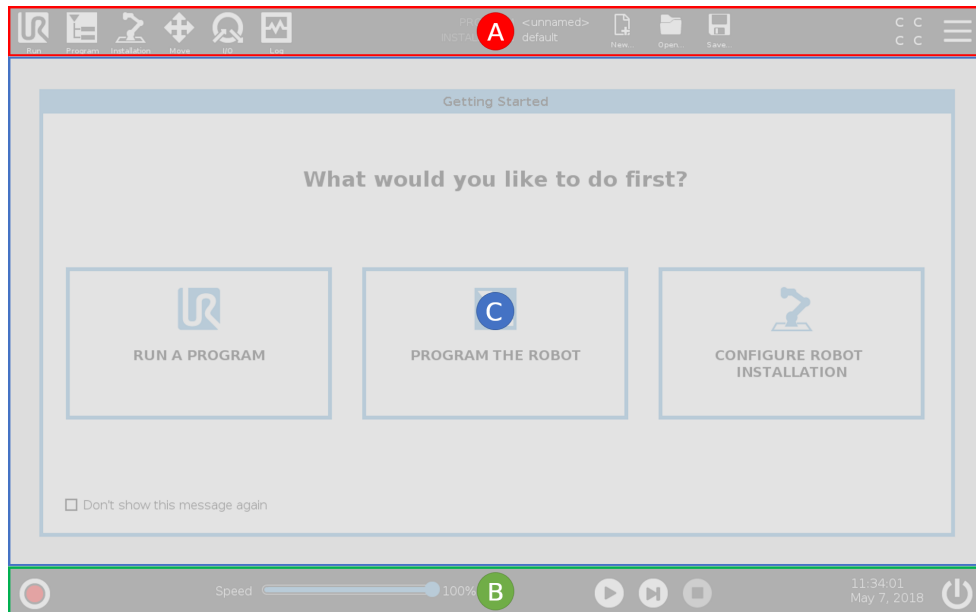 Run Program Installation Move I/O Log
PR <unnamed>
INSTAL default
A
New... Open... Save...
C C
C C
Getting Started
What would you like to do first?
C
RUN A PROGRAM
PROGRAM THE ROBOT
CONFIGURE ROBOT
INSTALLATION
Don't show this message again
Speed 100%
B
11:34:01
May 7, 2018